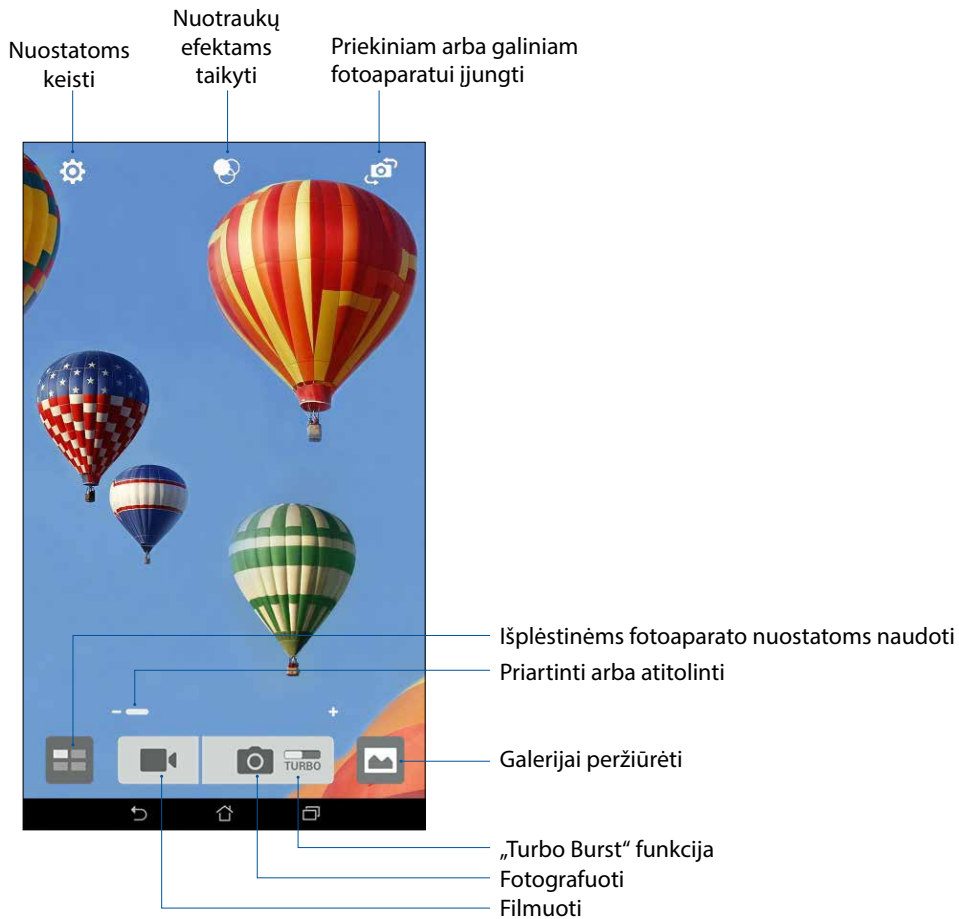 Nuostatoms
keisti
Nuotraukų
efektams
taikyti
Priekiniam arba galiniam
fotoaparatui įjungti
Išplėstinėms fotoaparato nuostatoms naudoti
Priartinti arba atitolinti
TURBO
Galerijai peržiūrėti
„Turbo Burst“ funkcija
Fotografuoti
Filmuoti